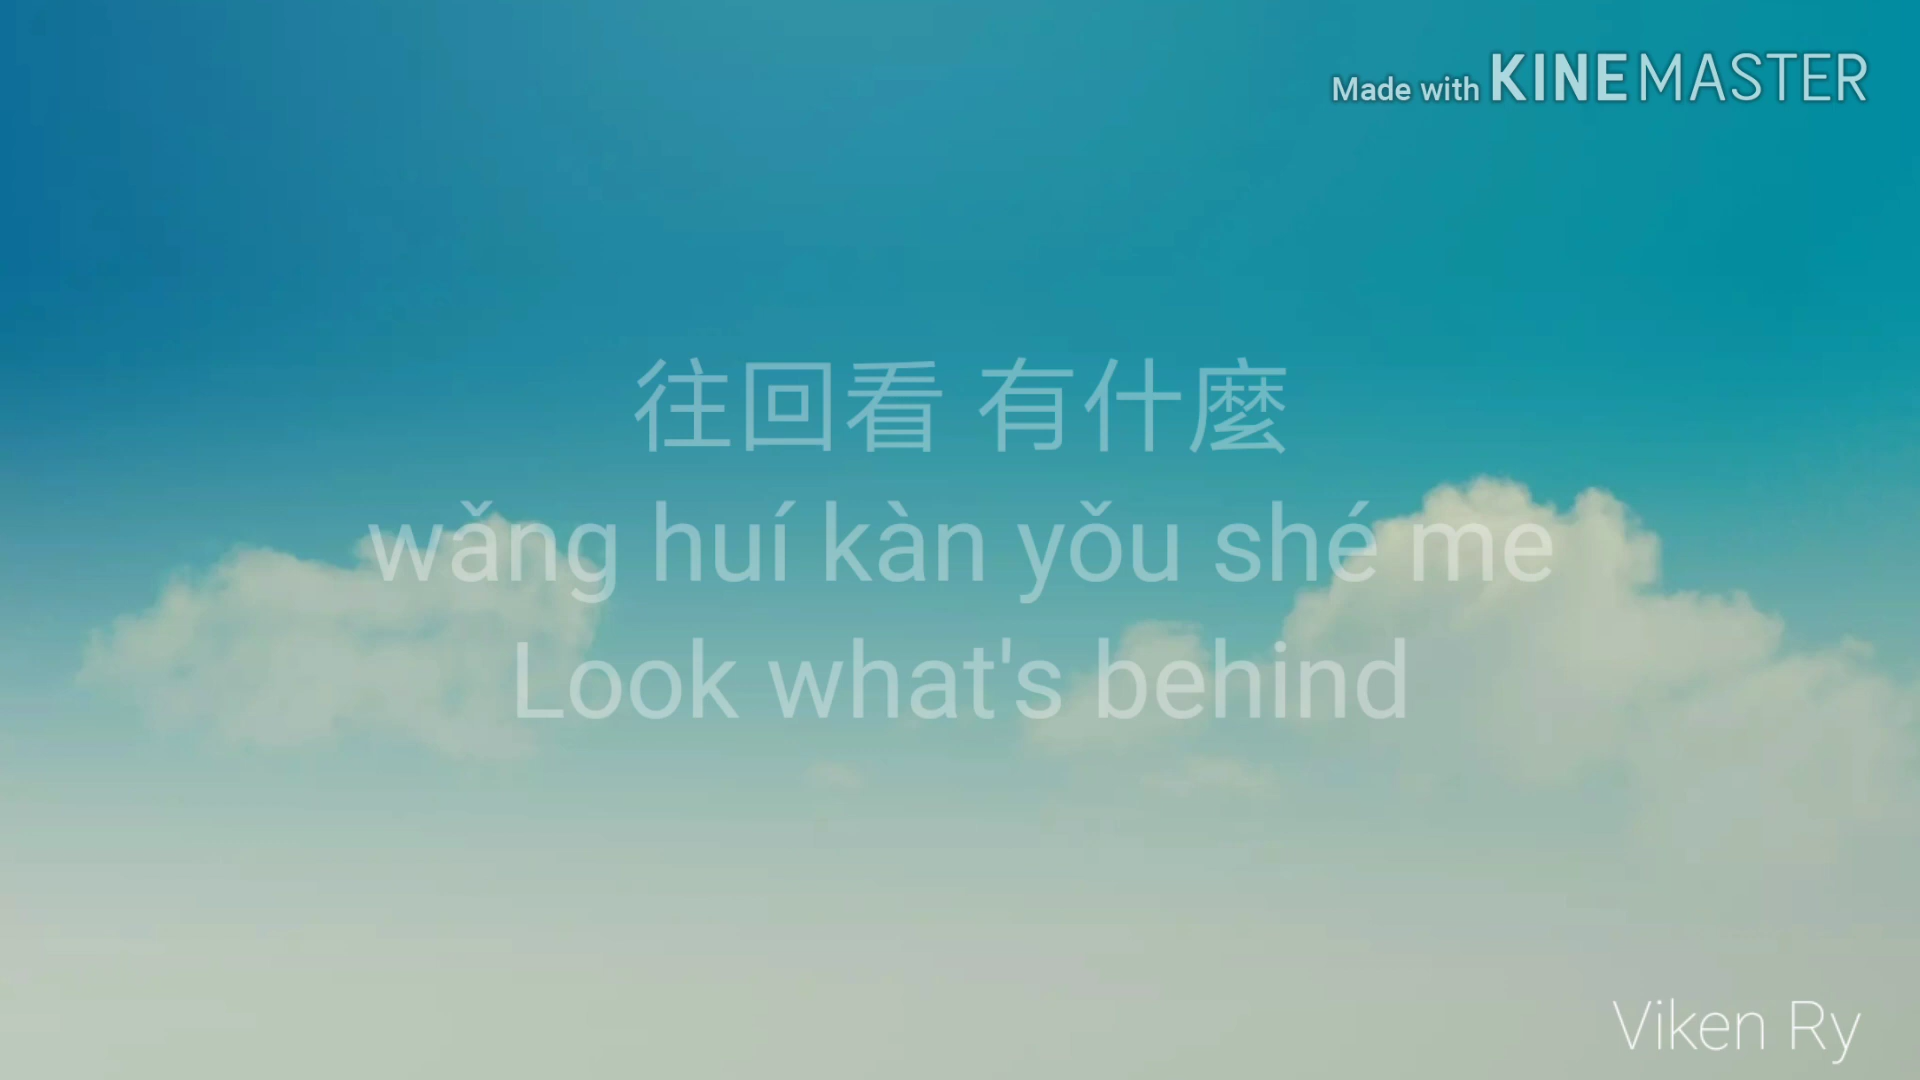 Made with KINEMASTER
往回看 有什麼
wǎng huí kàn yǒu shé me
Look what's behind
Viken Ry